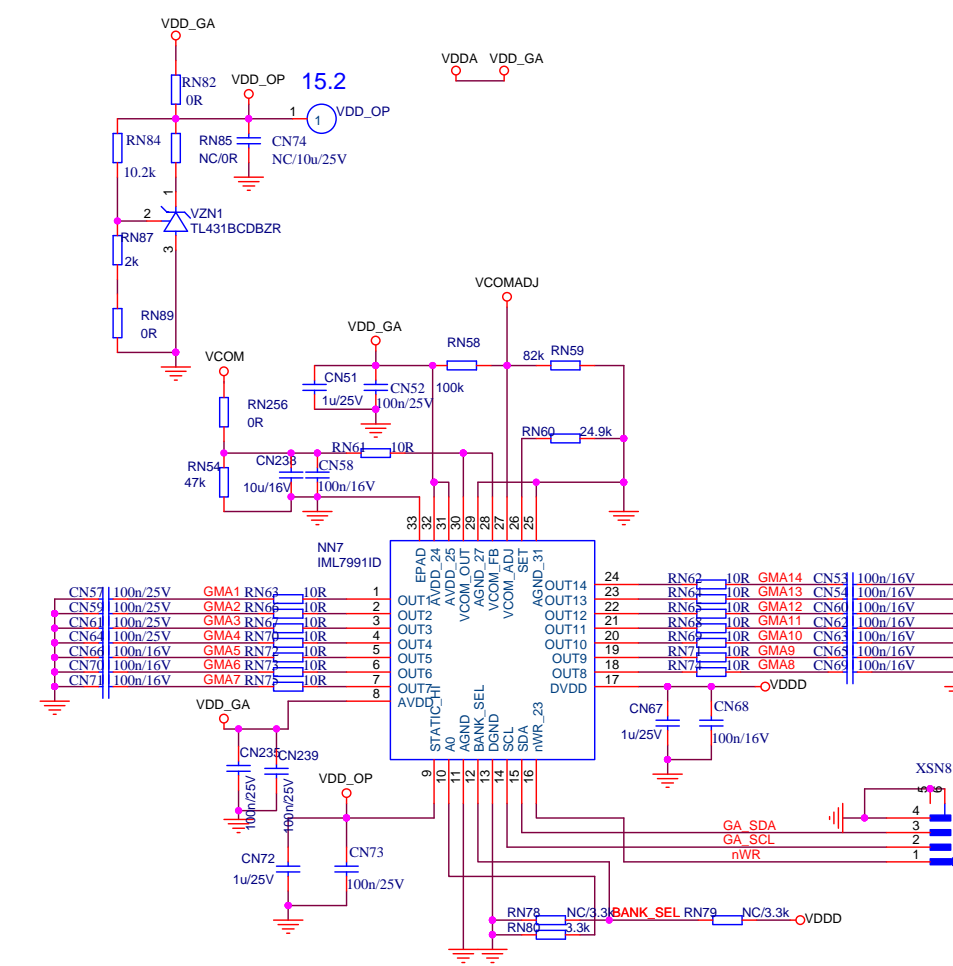 VDD_GA
VDDA VDD_GA
RN82
0R
VDD_OP
15.2
1
1
VDD_OP
RN84
10.2k
RN85
NC/0R
CN74
NC/10u/25V
1
2
3
VZN1
TL431BCDBZR
RN87
2k
RN89
0R
VCOMADJ
VDD_GA
RN58
100k
82k
RN59
VCOM
CN51
1u/25V
CN52
100n/25V
RN256
0R
RN60
24.9k
RN61
10R
RN54
47k
CN238
10u/16V
CN58
100n/16V
33
32
31
30
29
28
27
26
25
NN7
IML7991ID
EPAD
AVDD_24
AVDD_25
VCOM_OUT
AGND_27
VCOM_FB
VCOM_ADJ
SET
AGND_31
CN57 100n/25V GMA1 RN63 10R 1 OUT1
CN59 100n/25V GMA2 RN66 10R 2 OUT2
CN61 100n/25V GMA3 RN67 10R 3 OUT3
CN64 100n/25V GMA4 RN70 10R 4 OUT4
CN66 100n/16V GMA5 RN72 10R 5 OUT5
CN70 100n/16V GMA6 RN73 10R 6 OUT6
CN71 100n/16V GMA7 RN75 10R 7 OUT7
8 AVDD
OUT14 24 RN62 10R GMA14 CN53 100n/16V
OUT13 23 RN64 10R GMA13 CN54 100n/16V
OUT12 22 RN65 10R GMA12 CN60 100n/16V
OUT11 21 RN68 10R GMA11 CN62 100n/16V
OUT10 20 RN69 10R GMA10 CN63 100n/16V
OUT9 19 RN71 10R GMA9 CN65 100n/16V
OUT8 18 RN74 10R GMA8 CN69 100n/16V
DVDD 17
VDDD
STATIC_HI
A0
AGND
BANK_SEL
DGND
SCL
SDA
nWR_23
9
10
11
12
13
14
15
16
VDD_GA
CN235
100n/25V
CN239
100n/25V
CN67
1u/25V
CN68
100n/16V
VDD_OP
CN72
1u/25V
CN73
100n/25V
XSN8
5
6
4
GA_SDA 3
GA_SCL 2
nWR 1
RN78 NC/3.3k BANK_SEL RN79 NC/3.3k VDDD
RN80 3.3k